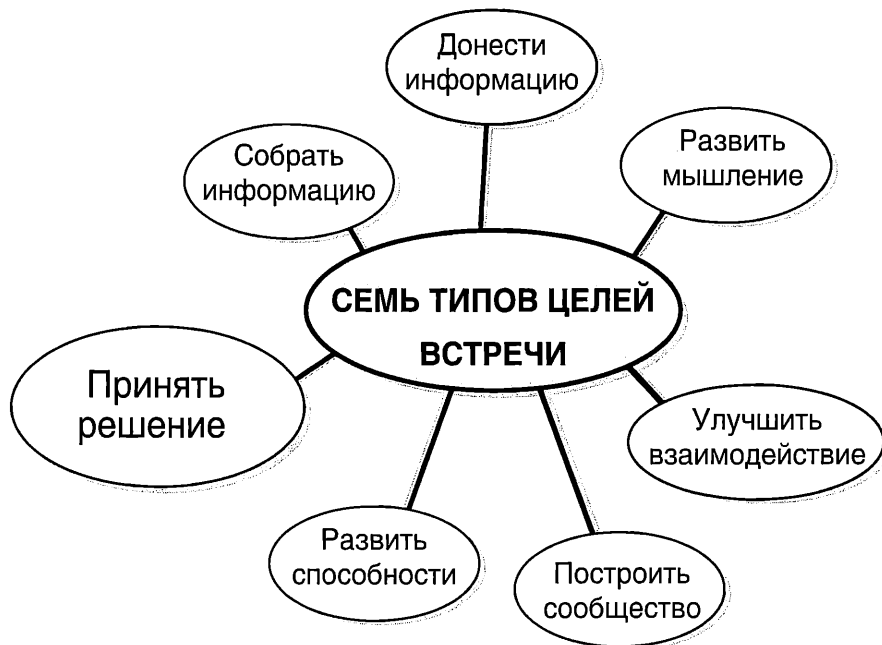 Донести
информацию
Развить
мышление
Собрать
информацию
СЕМЬ ТИПОВ ЦЕЛЕЙ
ВСТРЕЧИ
Принять
решение
Улучшить
взаимодействие
Развить
способности
Построить
сообщество